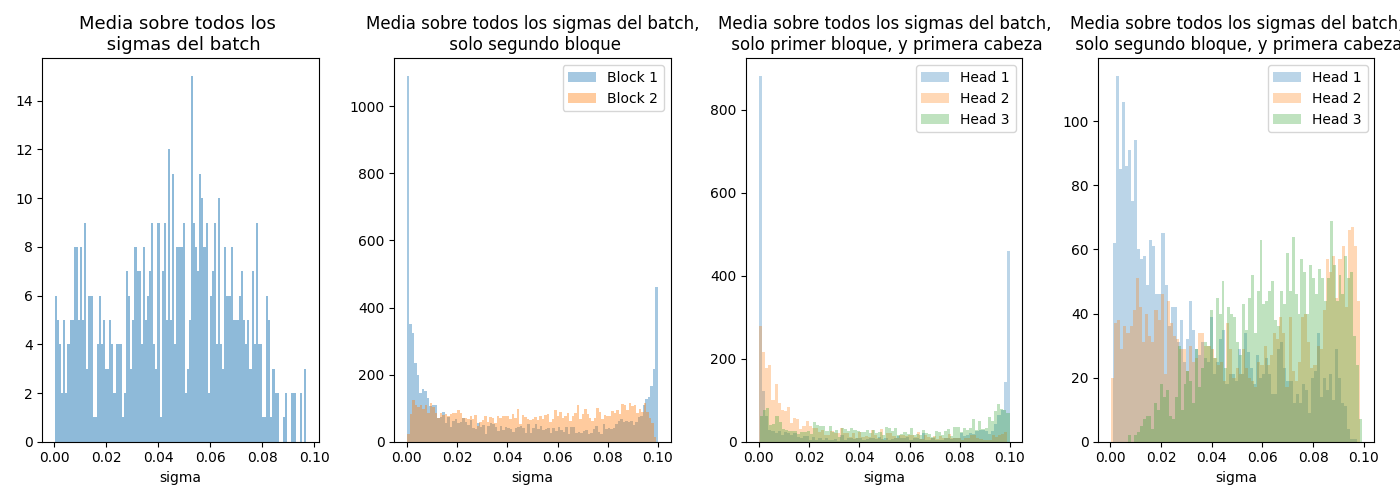 Media sobre todos los
sigmas del batch
Media sobre todos los sigmas del batch,
solo segundo bloque
Media sobre todos los sigmas del batch,
solo primer bloque, y primera cabeza
Media sobre todos los sigmas del batch,
solo segundo bloque, y primera cabeza
14
12
10
8
6
4
2
0
0.00 0.02 0.04 0.06 0.08 0.10
sigma
Block 1
Block 2
1000
800
600
400
200
0
0.00 0.02 0.04 0.06 0.08 0.10
sigma
Head 1
Head 2
Head 3
800
600
400
200
0
0.00 0.02 0.04 0.06 0.08 0.10
sigma
Head 1
Head 2
Head 3
100
80
60
40
20
0
0.00 0.02 0.04 0.06 0.08 0.10
sigma